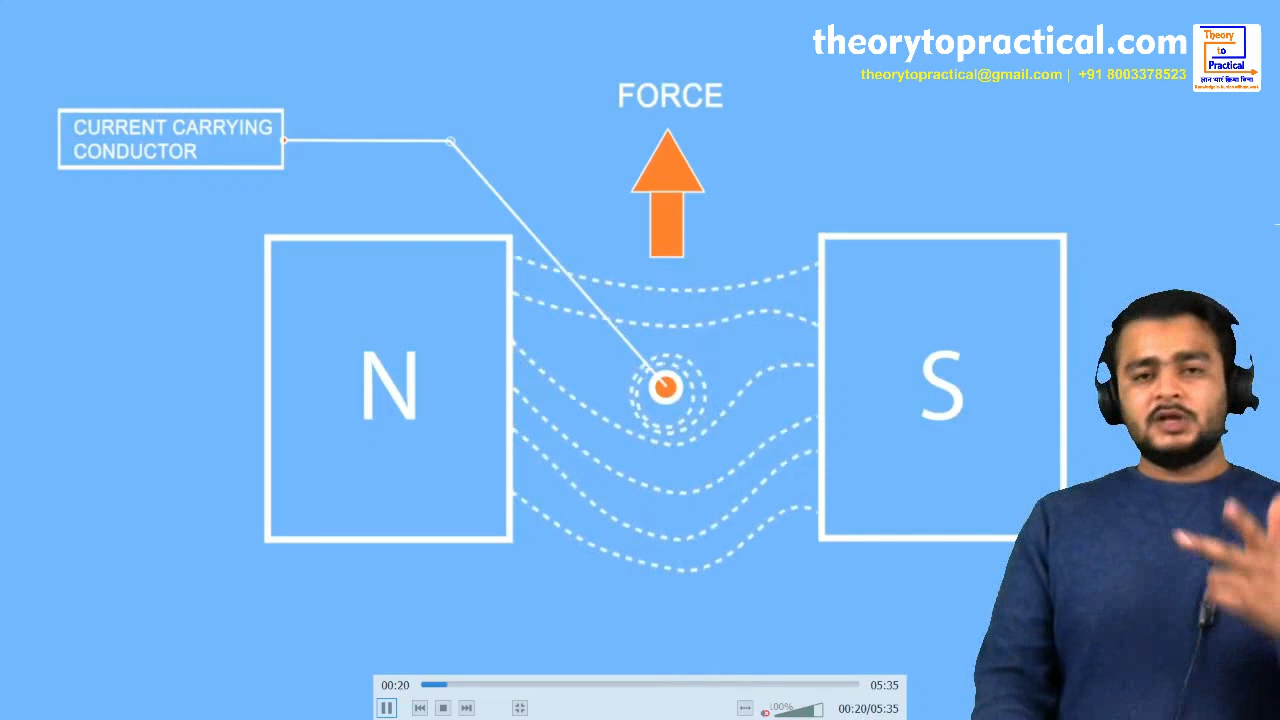 theorytopractical.com
theorytopractical@gmail.com | +91 8003378523
Theory
to
Practical
FORCE
CURRENT CARRYING
CONDUCTOR
N
S
00:20
05:35
100%
00:20/05:35